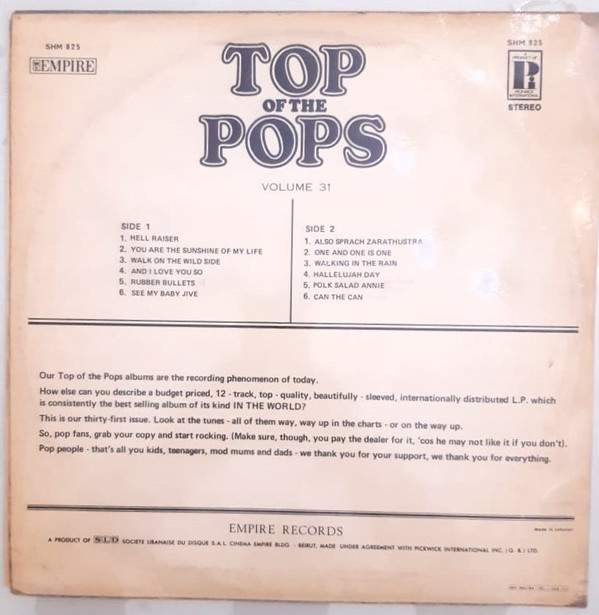 SHM 825
EMPIRE
SHM 825
A PRODUCT OF
PICKWICK
INTERNATIONAL
STEREO
TOP
OF THE
POPS
VOLUME 31
SIDE 1
1. HELL RAISER
2. YOU ARE THE SUNSHINE OF MY LIFE
3. WALK ON THE WILD SIDE
4. AND I LOVE YOU SO
5. RUBBER BULLETS
6. SEE MY BABY JIVE
SIDE 2
1. ALSO SPRACH ZARATHUSTRA
2. ONE AND ONE IS ONE
3. WALKING IN THE RAIN
4. HALLELUJAH DAY
5. POLK SALAD ANNIE
6. CAN THE CAN
Our Top of the Pops albums are the recording phenomenon of today.
How else can you describe a budget priced, 12 - track, top - quality, beautifully - sleeved, internationally distributed L.P. which
is consistently the best selling album of its kind IN THE WORLD?
This is our thirty-first issue. Look at the tunes - all of them way, way up in the charts - or on the way up.
So, pop fans, grab your copy and start rocking. (Make sure, though, you pay the dealer for it, 'cos he may not like it if you don't).
Pop people - that's all you kids, teenagers, mod mums and dads - we thank you for your support, we thank you for everything.
EMPIRE RECORDS
Made in Lebanon
A PRODUCT OF SLD SOCIETE LIBANAISE DU DISQUE S.A.L. CINEMA EMPIRE BLDG. - BEIRUT, MADE UNDER AGREEMENT WITH PICKWICK INTERNATIONAL INC. (G. B.) LTD.